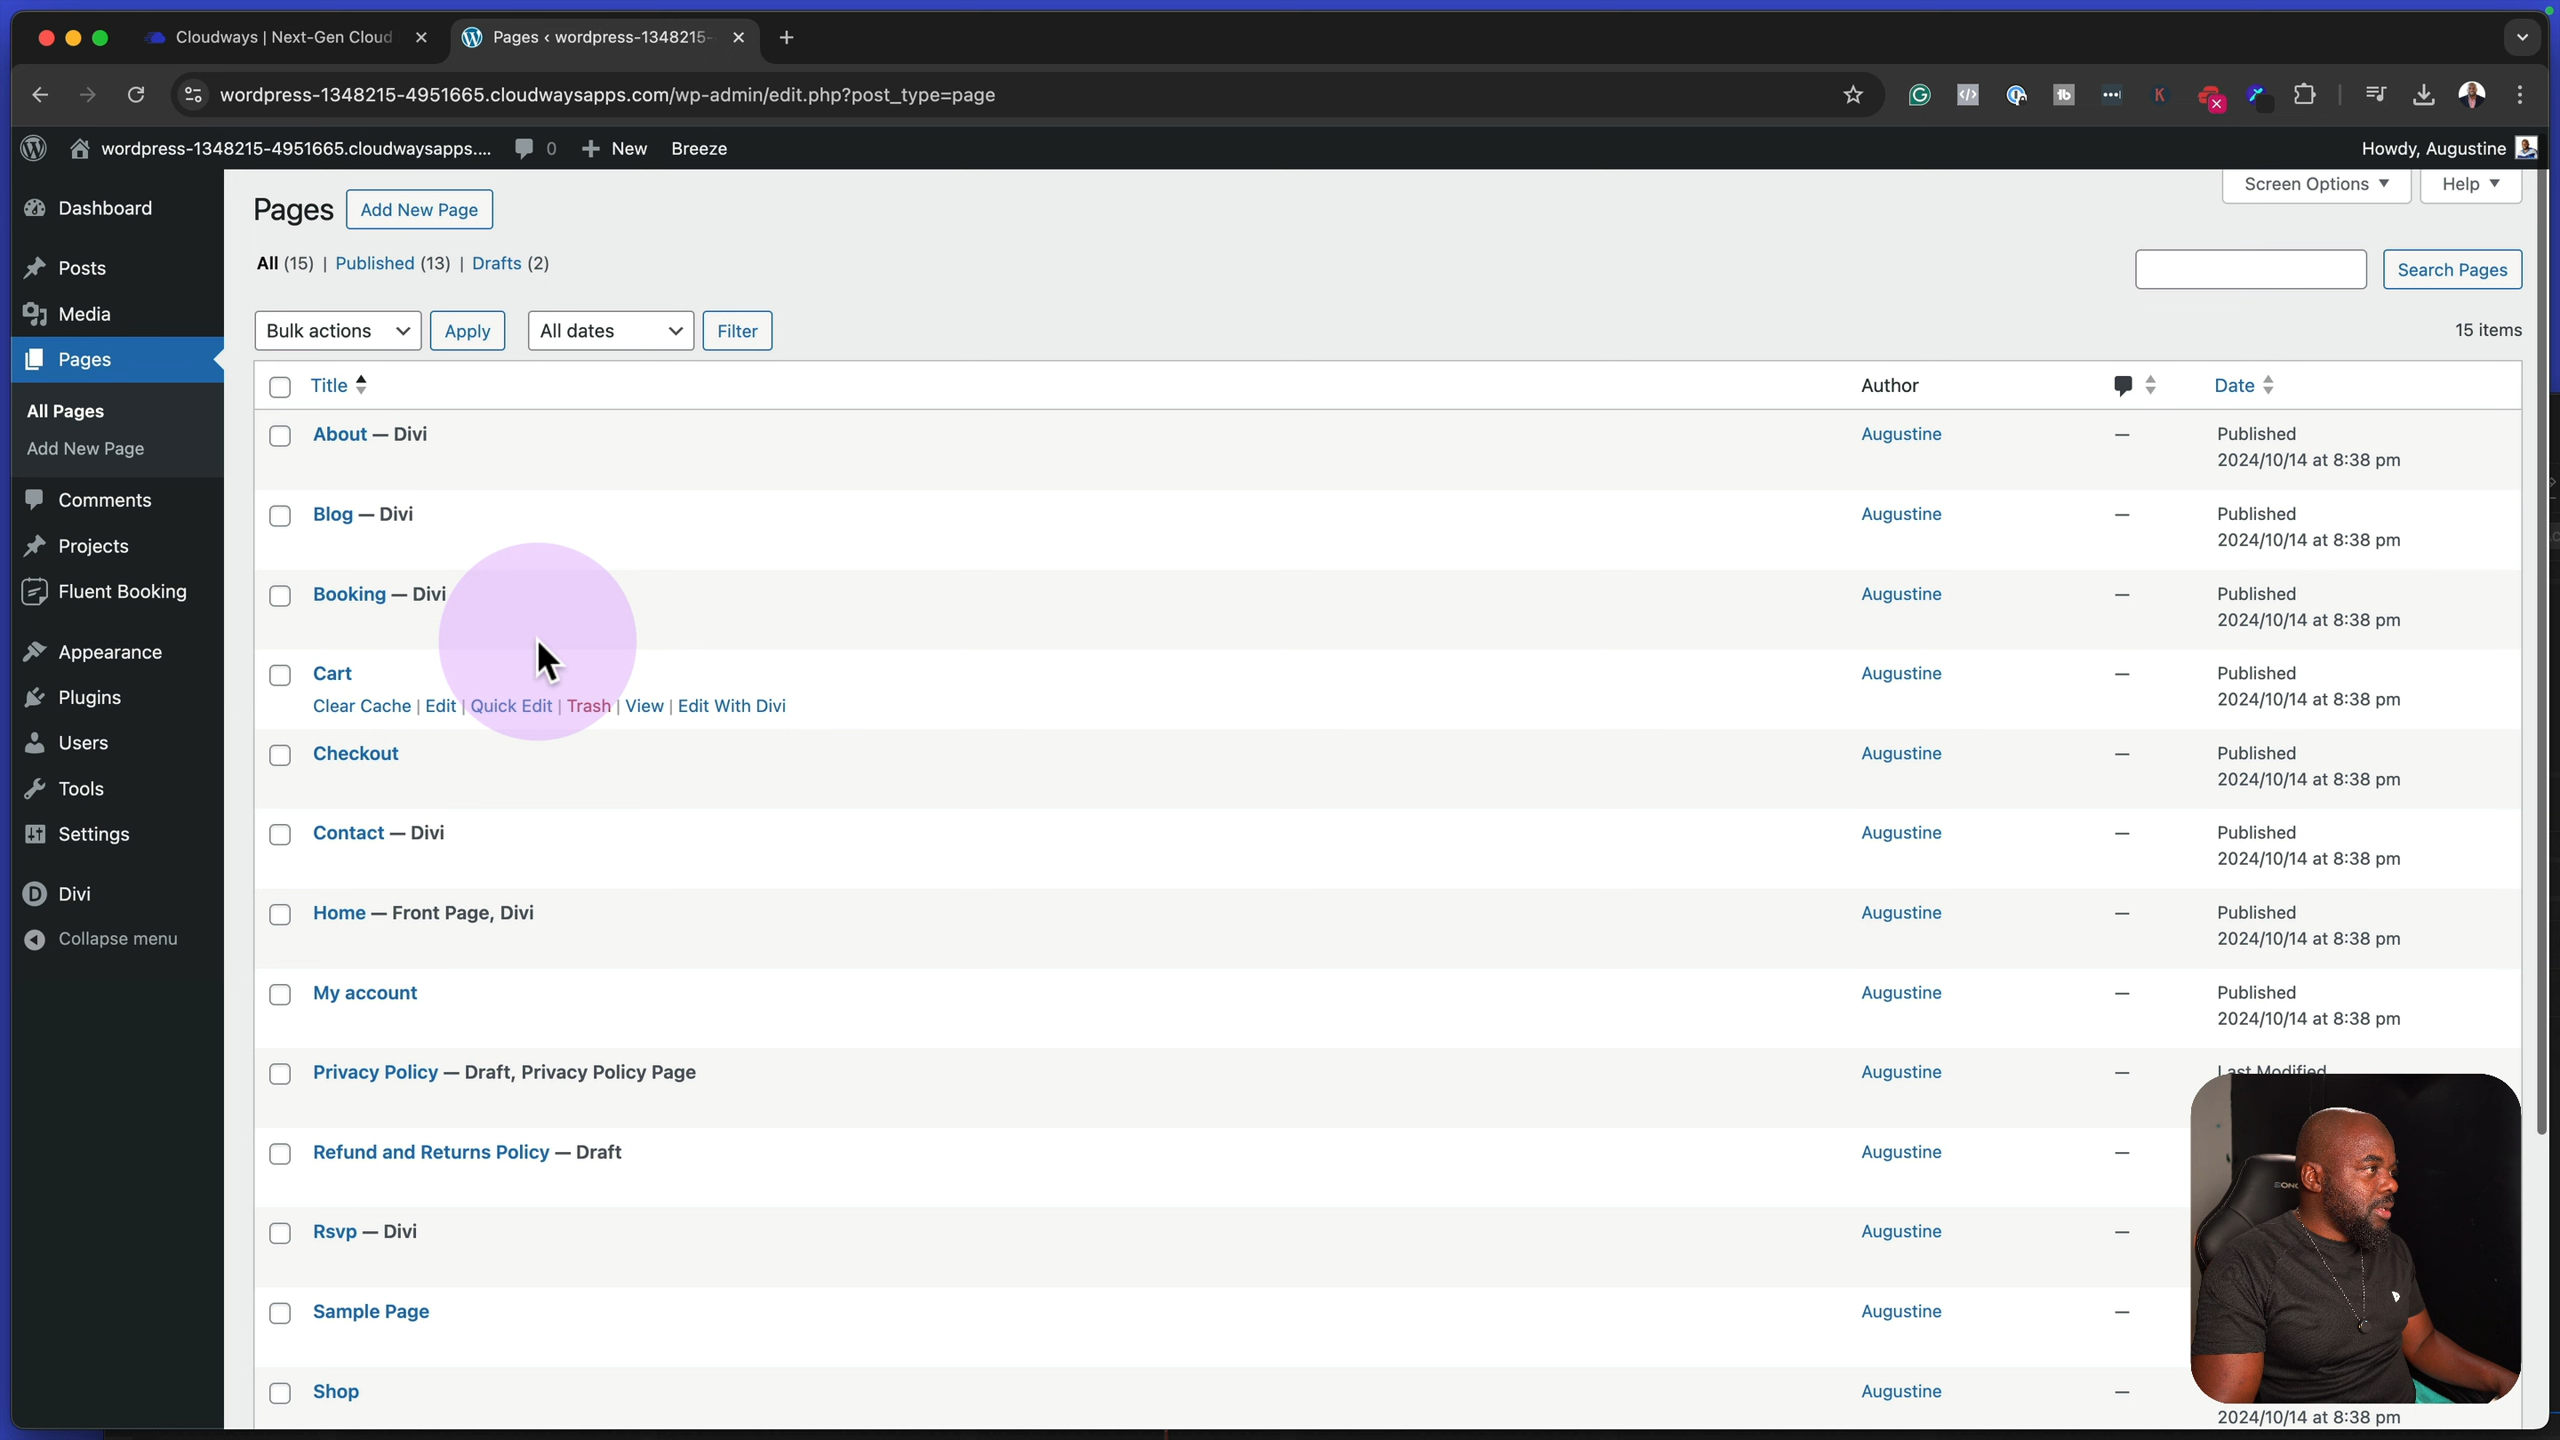 Cloudways | Next-Gen Cloud
Pages ‹ wordpress-1348215-
wordpress-1348215-4951665.cloudwaysapps.com/wp-admin/edit.php?post_type=page
wordpress-1348215-4951665.cloudwaysapps....
0
New
Breeze
Howdy, Augustine
Dashboard
Posts
Media
Pages
All Pages
Add New Page
Comments
Projects
Fluent Booking
Appearance
Plugins
Users
Tools
Settings
Divi
Collapse menu
Pages
Add New Page
Screen Options
Help
All (15) | Published (13) | Drafts (2)
Search Pages
Bulk actions
Apply
All dates
Filter
15 items
Title
Author
Date
About — Divi
Augustine
—
Published
2024/10/14 at 8:38 pm
Blog — Divi
Augustine
—
Published
2024/10/14 at 8:38 pm
Booking — Divi
Augustine
—
Published
2024/10/14 at 8:38 pm
Cart
Clear Cache | Edit | Quick Edit | Trash | View | Edit With Divi
Augustine
—
Published
2024/10/14 at 8:38 pm
Checkout
Augustine
—
Published
2024/10/14 at 8:38 pm
Contact — Divi
Augustine
—
Published
2024/10/14 at 8:38 pm
Home — Front Page, Divi
Augustine
—
Published
2024/10/14 at 8:38 pm
My account
Augustine
—
Published
2024/10/14 at 8:38 pm
Privacy Policy — Draft, Privacy Policy Page
Augustine
—
Last Modified
Refund and Returns Policy — Draft
Augustine
—
Rsvp — Divi
Augustine
—
Sample Page
Augustine
—
Shop
Augustine
—
2024/10/14 at 8:38 pm